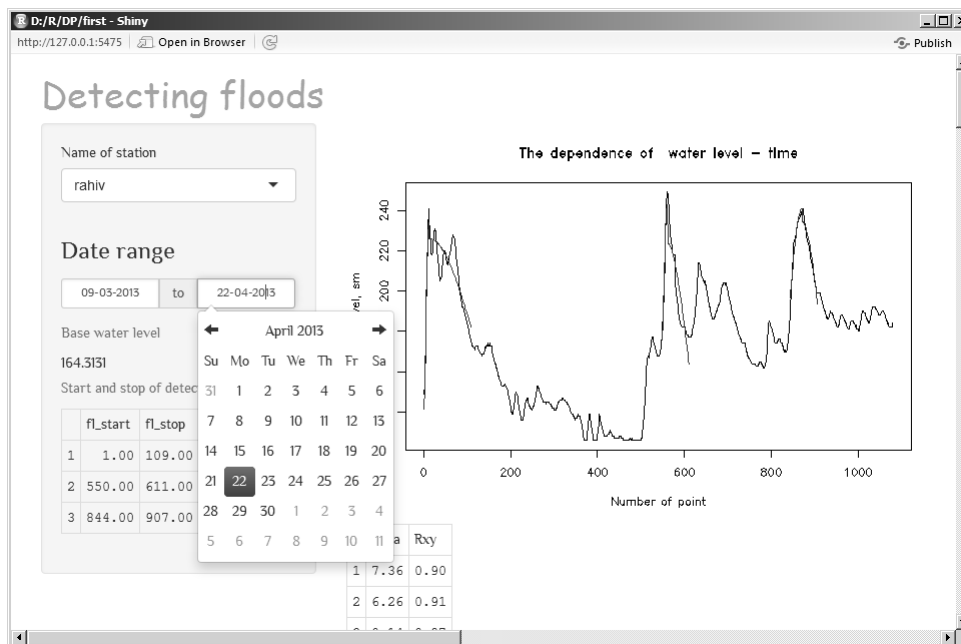 D:/R/DP/first - Shiny
http://127.0.0.1:5475 Open in Browser Publish
Detecting floods
Name of station
rahiv
Date range
09-03-2013 to 22-04-2013
Base water level
164.3131
Start and stop of detec
fl_start fl_stop
1 1.00 109.00
2 550.00 611.00
3 844.00 907.00
April 2013
Su Mo Tu We Th Fr Sa
31 1 2 3 4 5 6
7 8 9 10 11 12 13
14 15 16 17 18 19 20
21 22 23 24 25 26 27
28 29 30 1 2 3 4
5 6 7 8 9 10 11
The dependence of water level - time
240
220
200
vel, sm
0 200 400 600 800 1000
Number of point
a Rxy
1 7.36 0.90
2 6.26 0.91